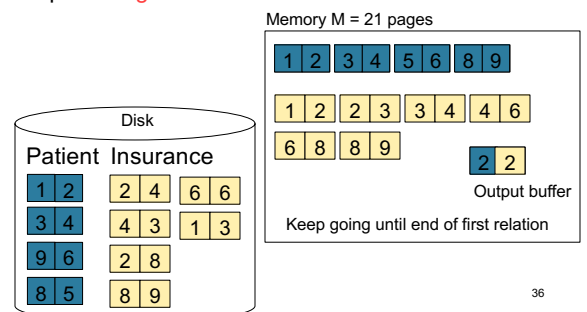 Memory M = 21 pages
1 2 3 4 5 6 8 9
1 2 2 3 3 4 4 6
6 8 8 9
2 2
Output buffer
Keep going until end of first relation
Disk
Patient Insurance
1 2 2 4 6 6
3 4 4 3 1 3
9 6 2 8
8 5 8 9
36